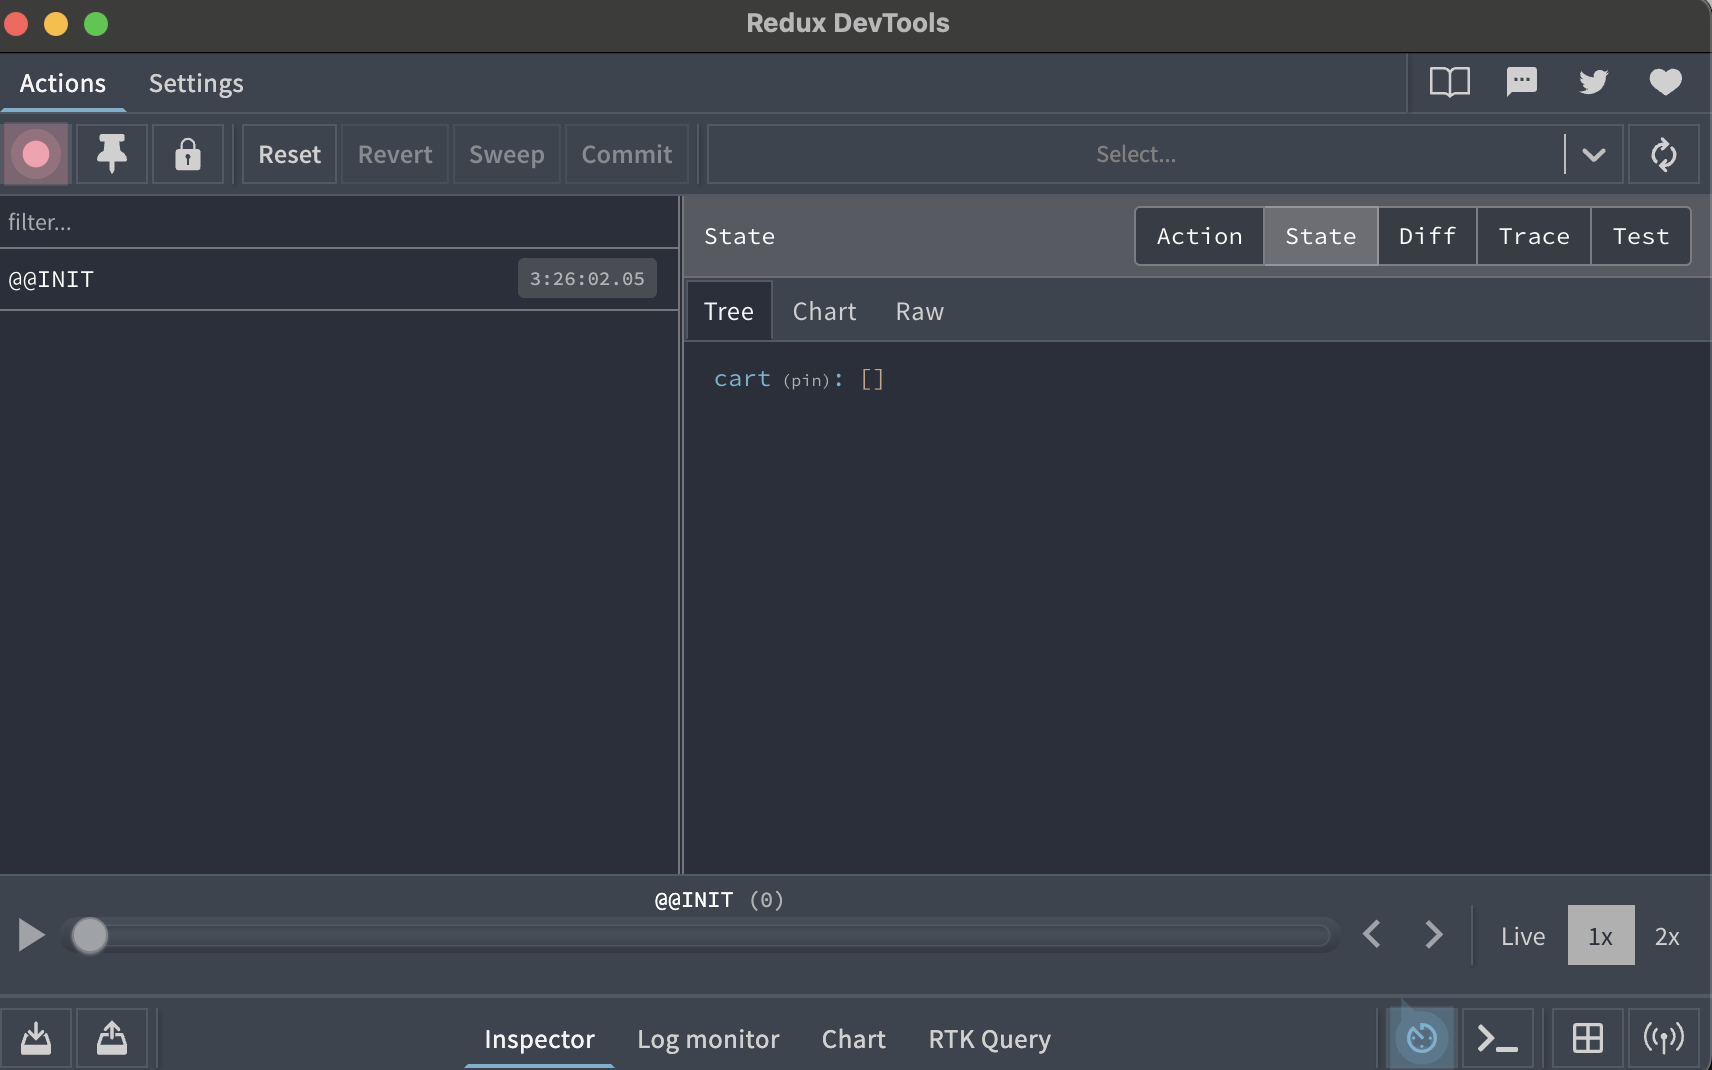 Redux DevTools
Actions Settings
Reset Revert Sweep Commit Select...
filter...
@@INIT 3:26:02.05
State Action State Diff Trace Test
Tree Chart Raw
cart (pin): []
@@INIT (0)
Live 1x 2x
Inspector Log monitor Chart RTK Query